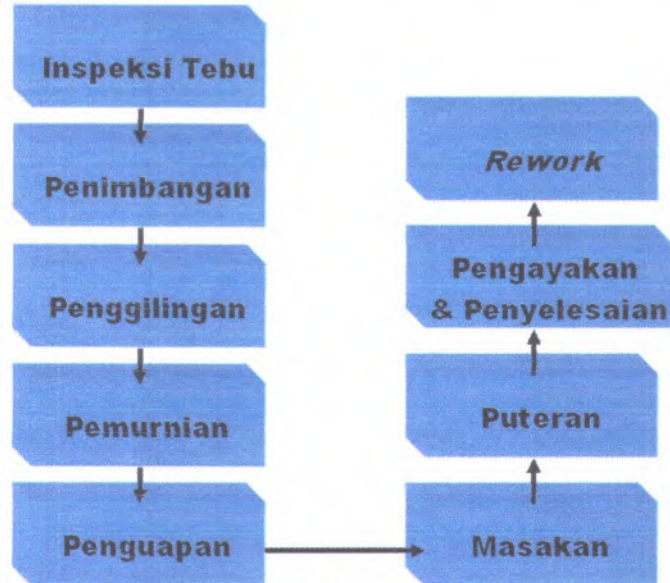 Inspeksi Tebu
Penimbangan
Penggilingan
Pemurnian
Penguapan
Masakan
Puteran
Pengayakan
& Penyelesaian
Rework